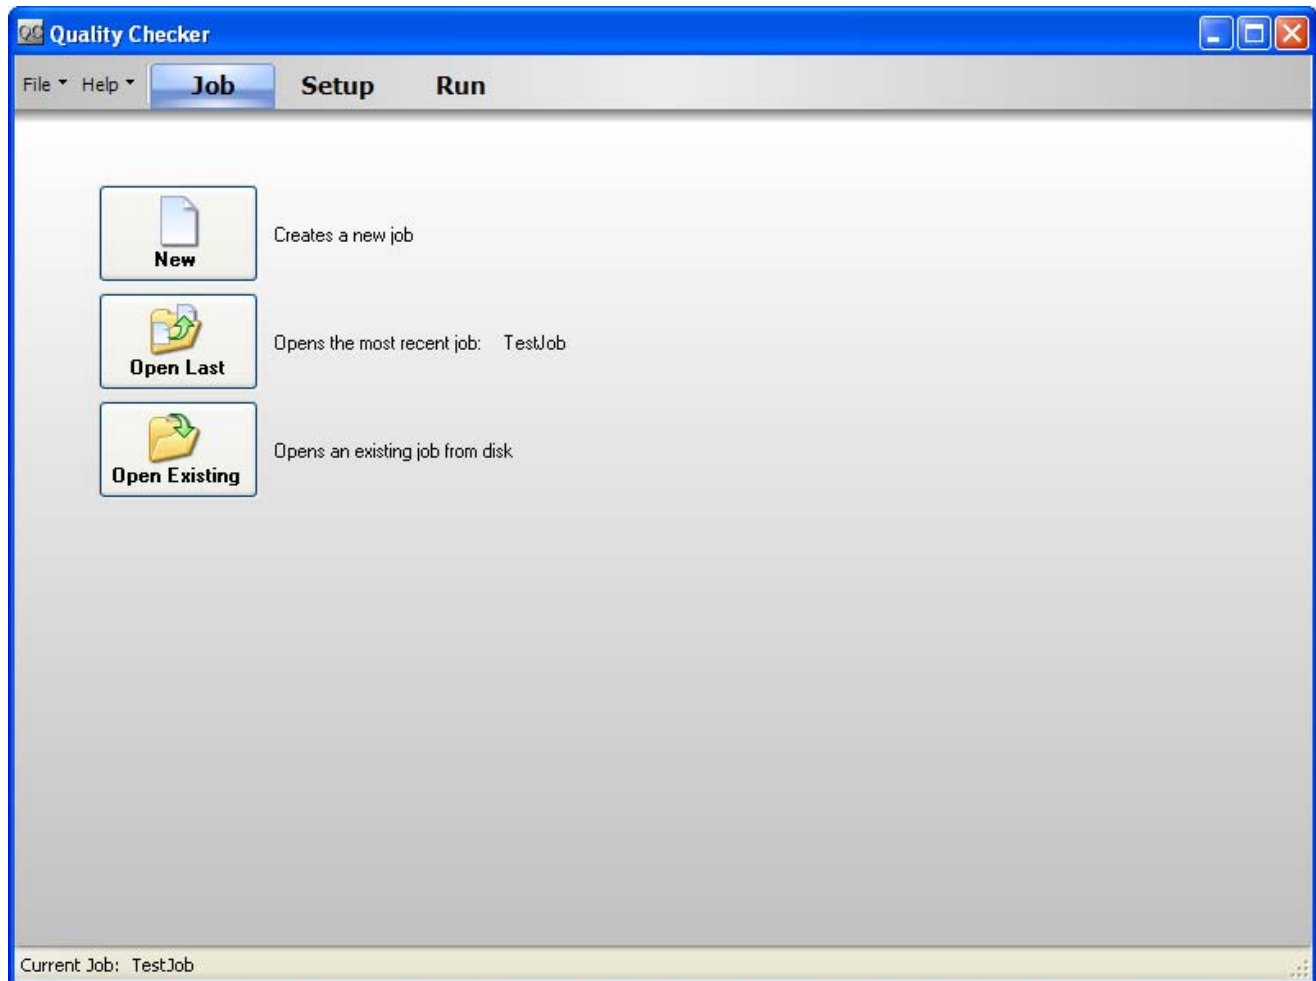 QC Quality Checker
File Help Job Setup Run
New Creates a new job
Open Last Opens the most recent job: TestJob
Open Existing Opens an existing job from disk
Current Job: TestJob